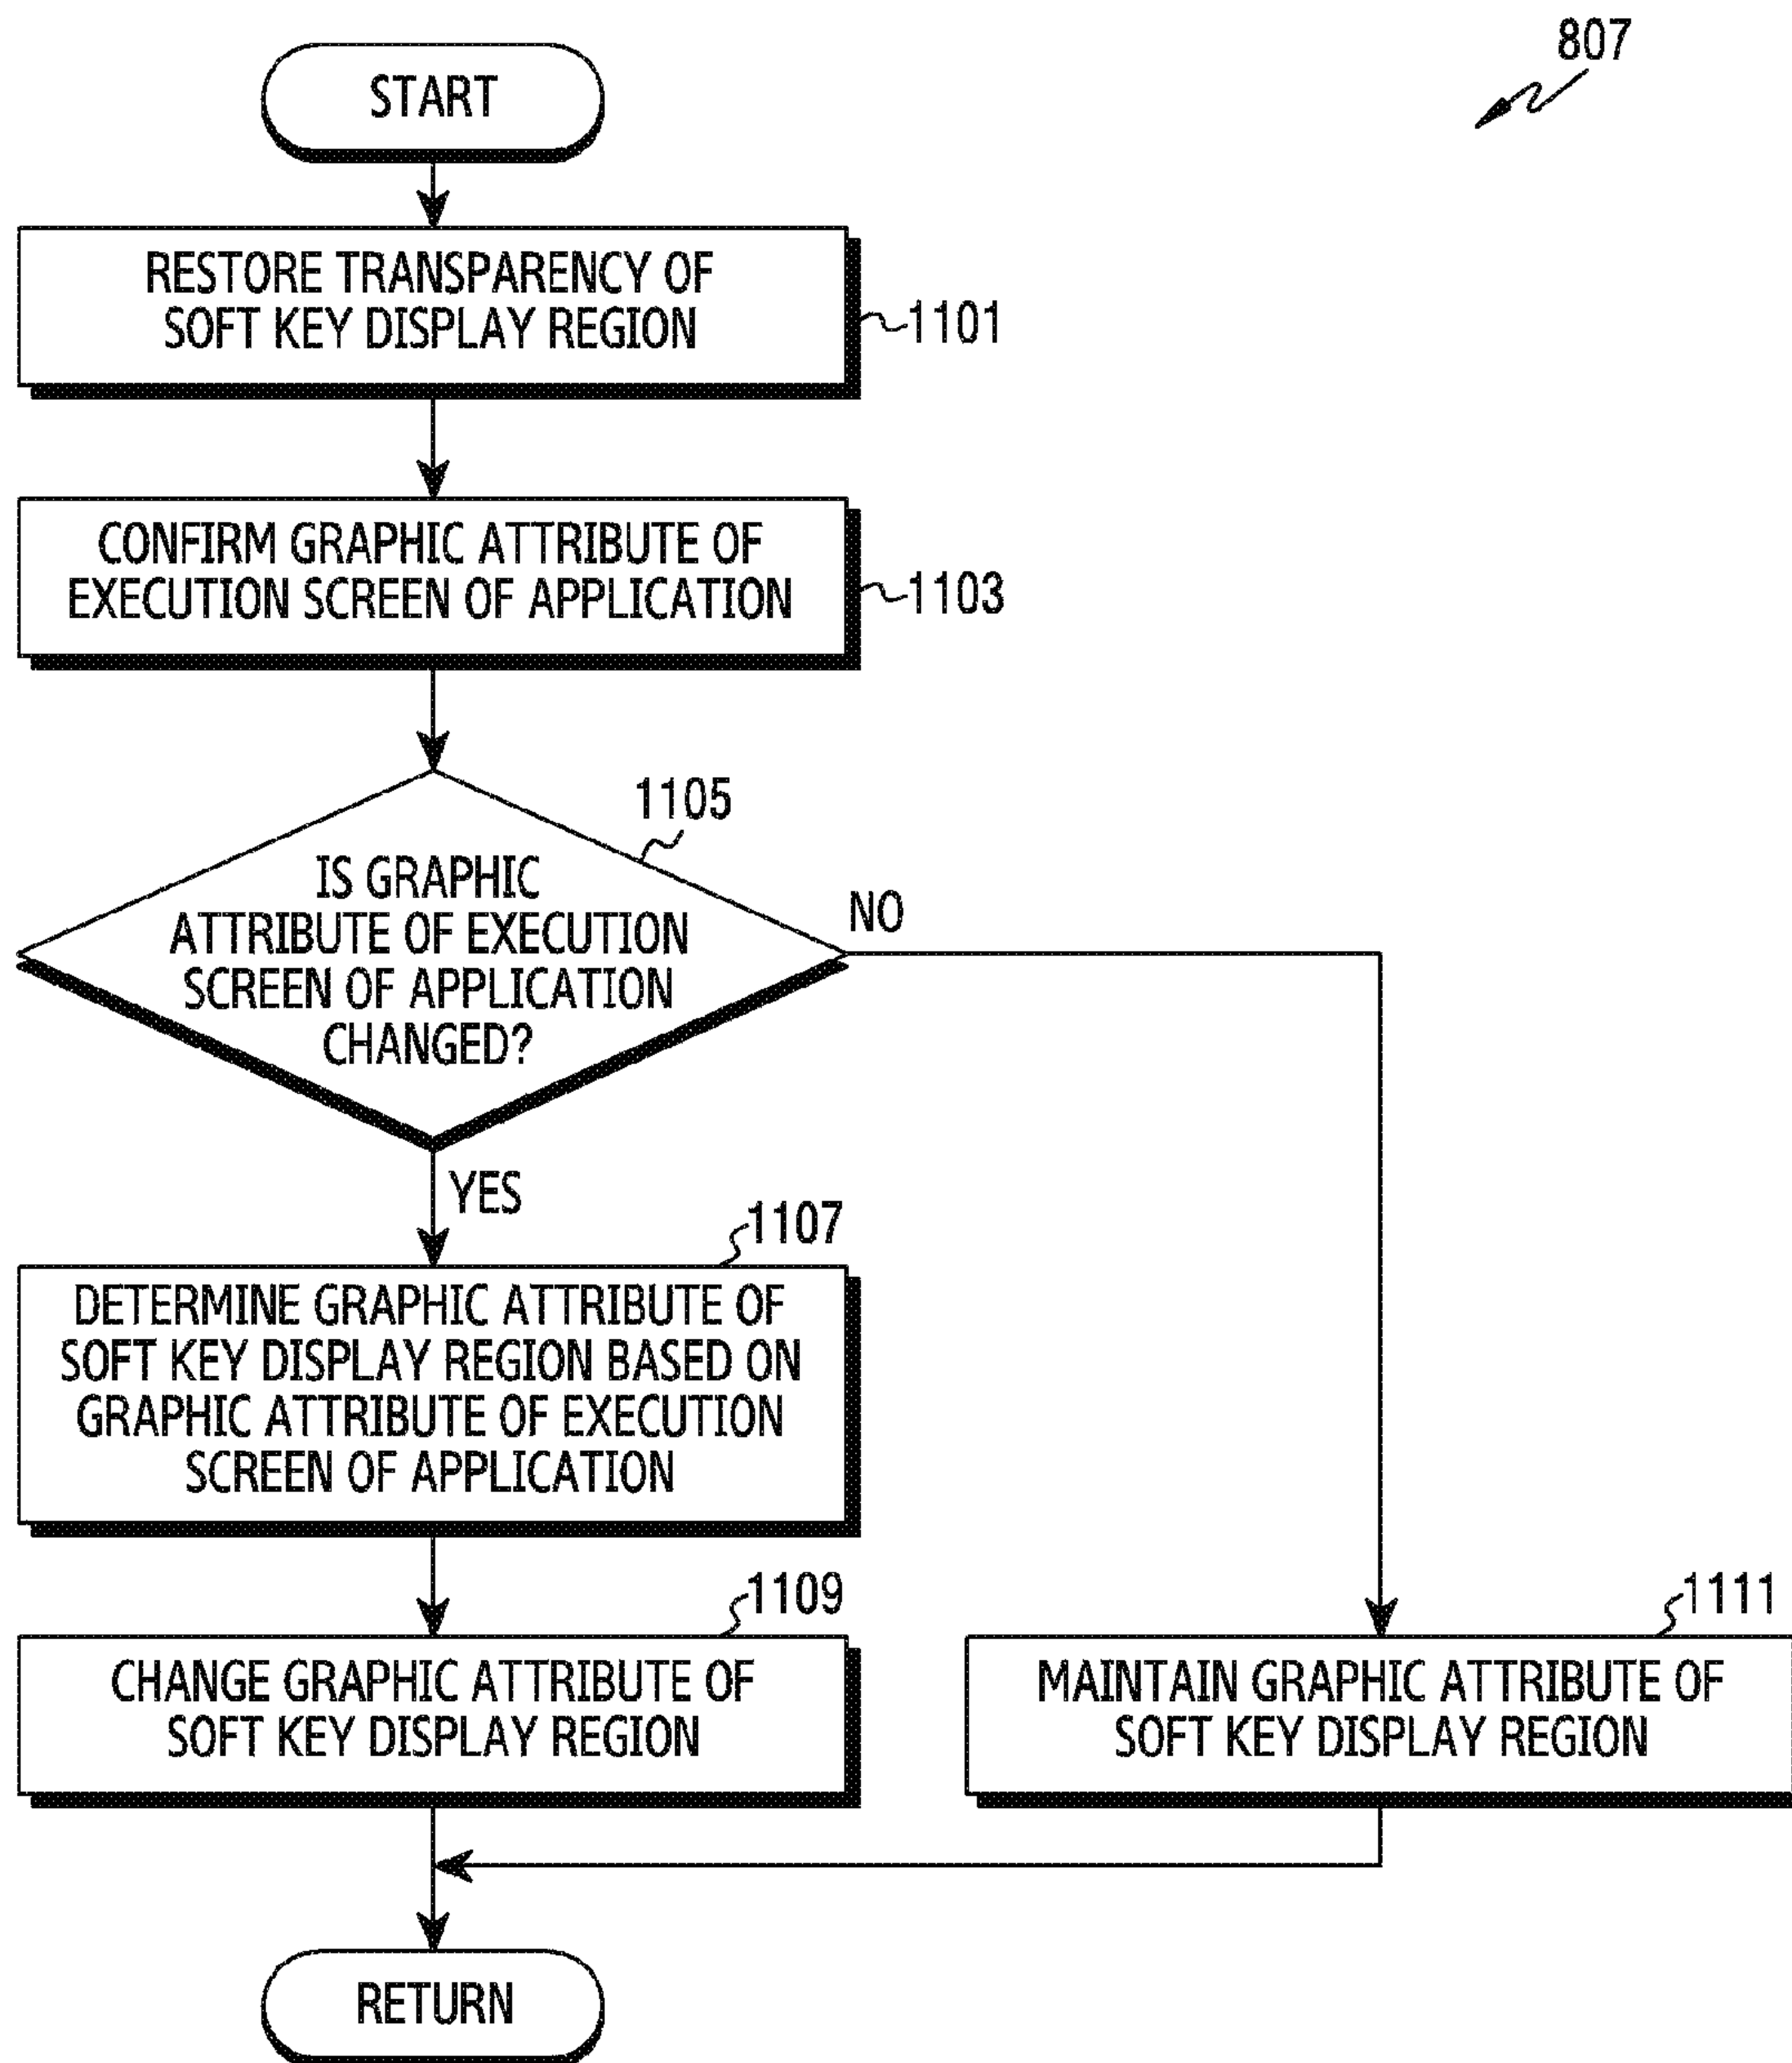 807
START
RESTORE TRANSPARENCY OF
SOFT KEY DISPLAY REGION
1101
CONFIRM GRAPHIC ATTRIBUTE OF
EXECUTION SCREEN OF APPLICATION
1103
1105
IS GRAPHIC
ATTRIBUTE OF EXECUTION
SCREEN OF APPLICATION
CHANGED?
NO
YES
1107
DETERMINE GRAPHIC ATTRIBUTE OF
SOFT KEY DISPLAY REGION BASED ON
GRAPHIC ATTRIBUTE OF EXECUTION
SCREEN OF APPLICATION
1109
CHANGE GRAPHIC ATTRIBUTE OF
SOFT KEY DISPLAY REGION
1111
MAINTAIN GRAPHIC ATTRIBUTE OF
SOFT KEY DISPLAY REGION
RETURN